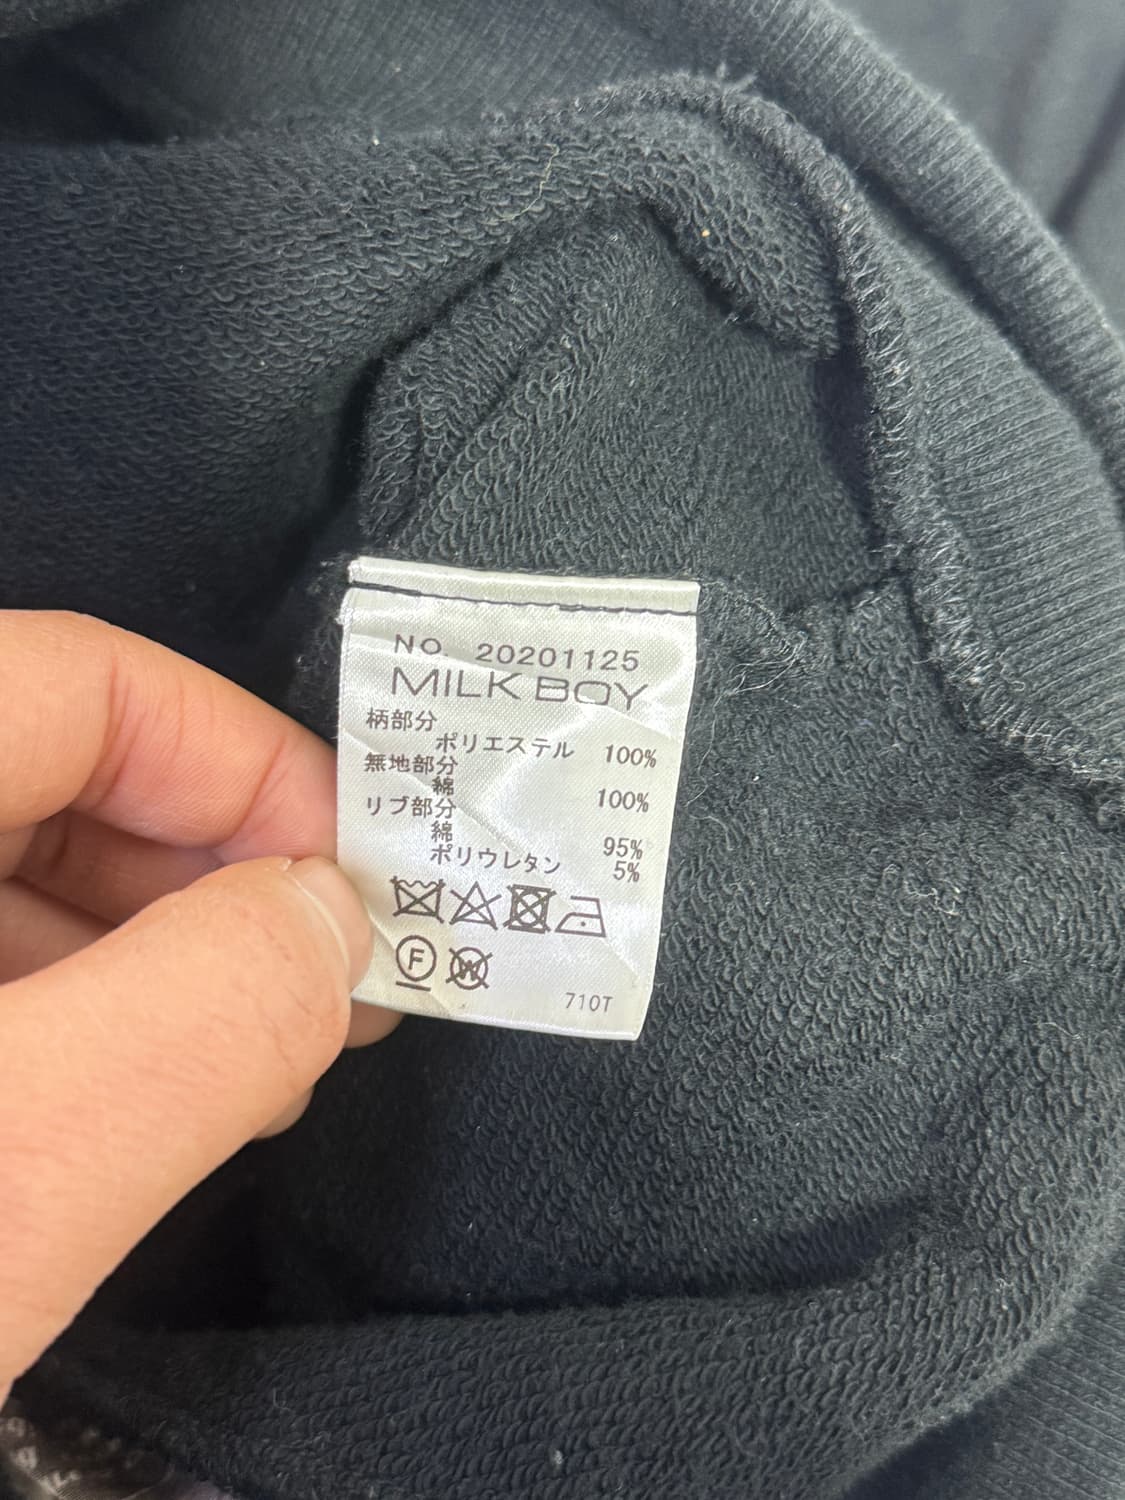 NO. 20201125
MILK BOY
柄部分
ポリエステル 100%
無地部分
綿 100%
リブ部分
綿 95%
ポリウレタン 5%
F W
710T